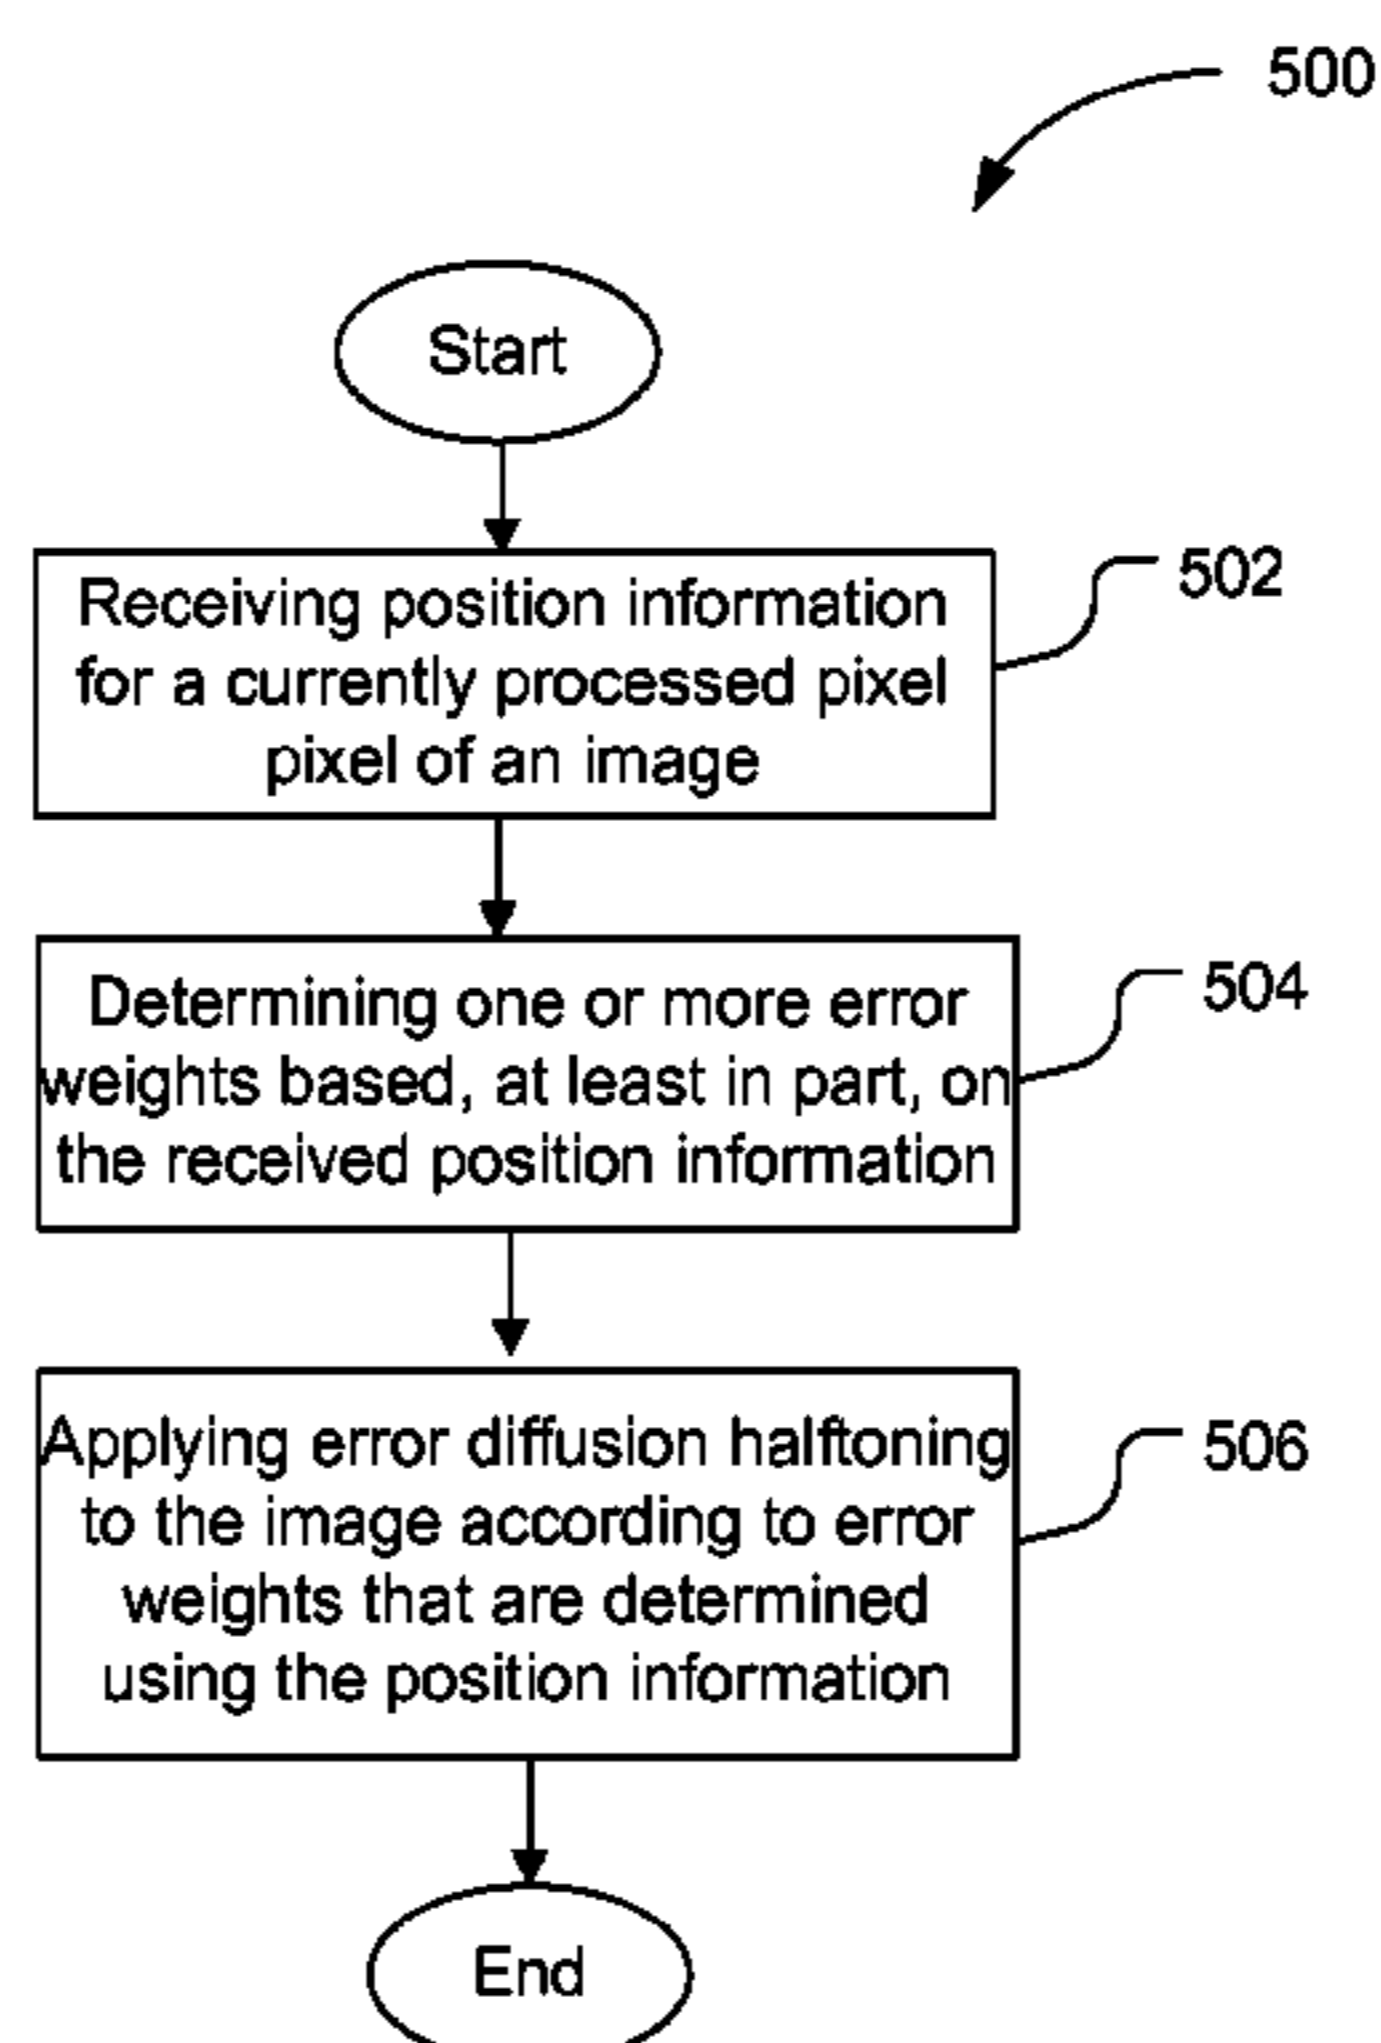 500
Start
Receiving position information
for a currently processed pixel
pixel of an image
502
Determining one or more error
weights based, at least in part, on
the received position information
504
Applying error diffusion halftoning
to the image according to error
weights that are determined
using the position information
506
End